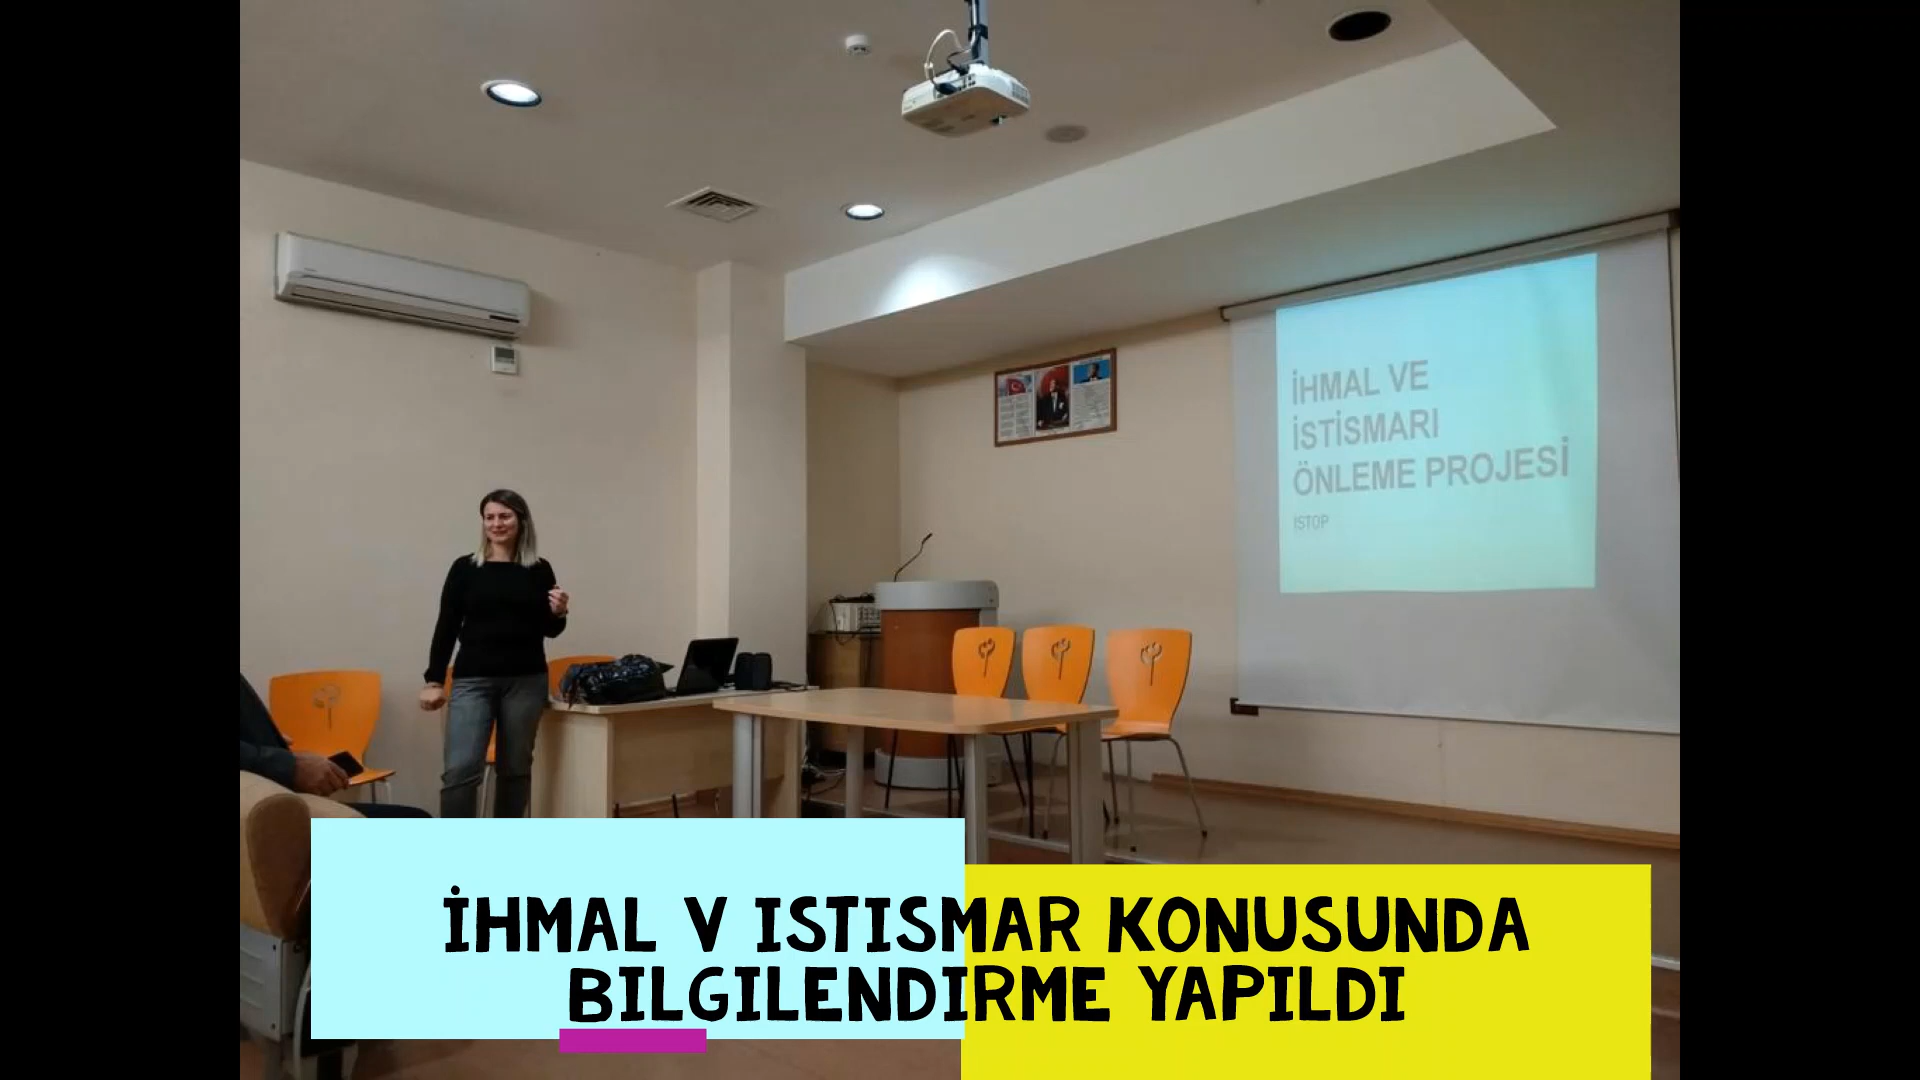 İHMAL VE
İSTİSMARI
ÖNLEME PROJESİ
ISTOP
İHMAL V ISTISMAR KONUSUNDA
BILGILENDIRME YAPILDI